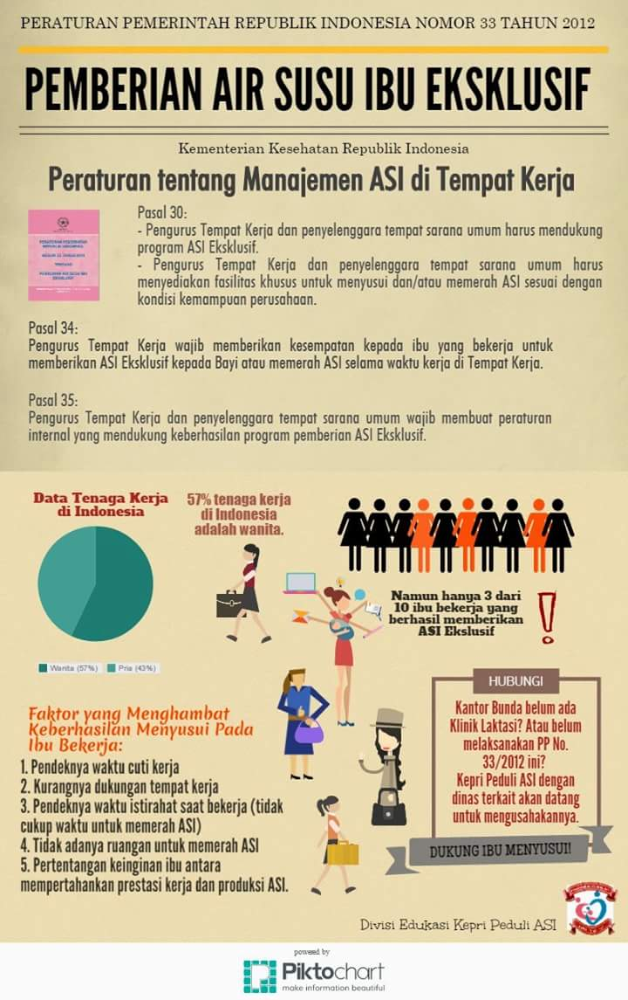 PERATURAN PEMERINTAH REPUBLIK INDONESIA NOMOR 33 TAHUN 2012
PEMBERIAN AIR SUSU IBU EKSKLUSIF
Kementerian Kesehatan Republik Indonesia
Peraturan tentang Manajemen ASI di Tempat Kerja
Pasal 30:
- Pengurus Tempat Kerja dan penyelenggara tempat sarana umum harus mendukung
program ASI Eksklusif.
- Pengurus Tempat Kerja dan penyelenggara tempat sarana umum harus
menyediakan fasilitas khusus untuk menyusui dan/atau memerah ASI sesuai dengan
kondisi kemampuan perusahaan.
Pasal 34:
Pengurus Tempat Kerja wajib memberikan kesempatan kepada ibu yang bekerja untuk
memberikan ASI Eksklusif kepada Bayi atau memerah ASI selama waktu kerja di Tempat Kerja.
Pasal 35:
Pengurus Tempat Kerja dan penyelenggara tempat sarana umum wajib membuat peraturan
internal yang mendukung keberhasilan program pemberian ASI Eksklusif.
Data Tenaga Kerja
di Indonesia
Wanita (57%) Pria (43%)
57% tenaga kerja
di Indonesia
adalah wanita.
Namun hanya 3 dari
10 ibu bekerja yang
berhasil memberikan
ASI Ekslusif
!
Faktor yang Menghambat
Keberhasilan Menyusui Pada
Ibu Bekerja:
1. Pendeknya waktu cuti kerja
2. Kurangnya dukungan tempat kerja
3. Pendeknya waktu istirahat saat bekerja (tidak
cukup waktu untuk memerah ASI)
4. Tidak adanya ruangan untuk memerah ASI
5. Pertentangan keinginan ibu antara
mempertahankan prestasi kerja dan produksi ASI.
HUBUNGI
Kantor Bunda belum ada
Klinik Laktasi? Atau belum
melaksanakan PP No.
33/2012 ini?
Kepri Peduli ASI dengan
dinas terkait akan datang
untuk mengusahakannya.
DUKUNG IBU MENYUSUI!
Divisi Edukasi Kepri Peduli ASI
powered by
Piktochart
make information beautiful